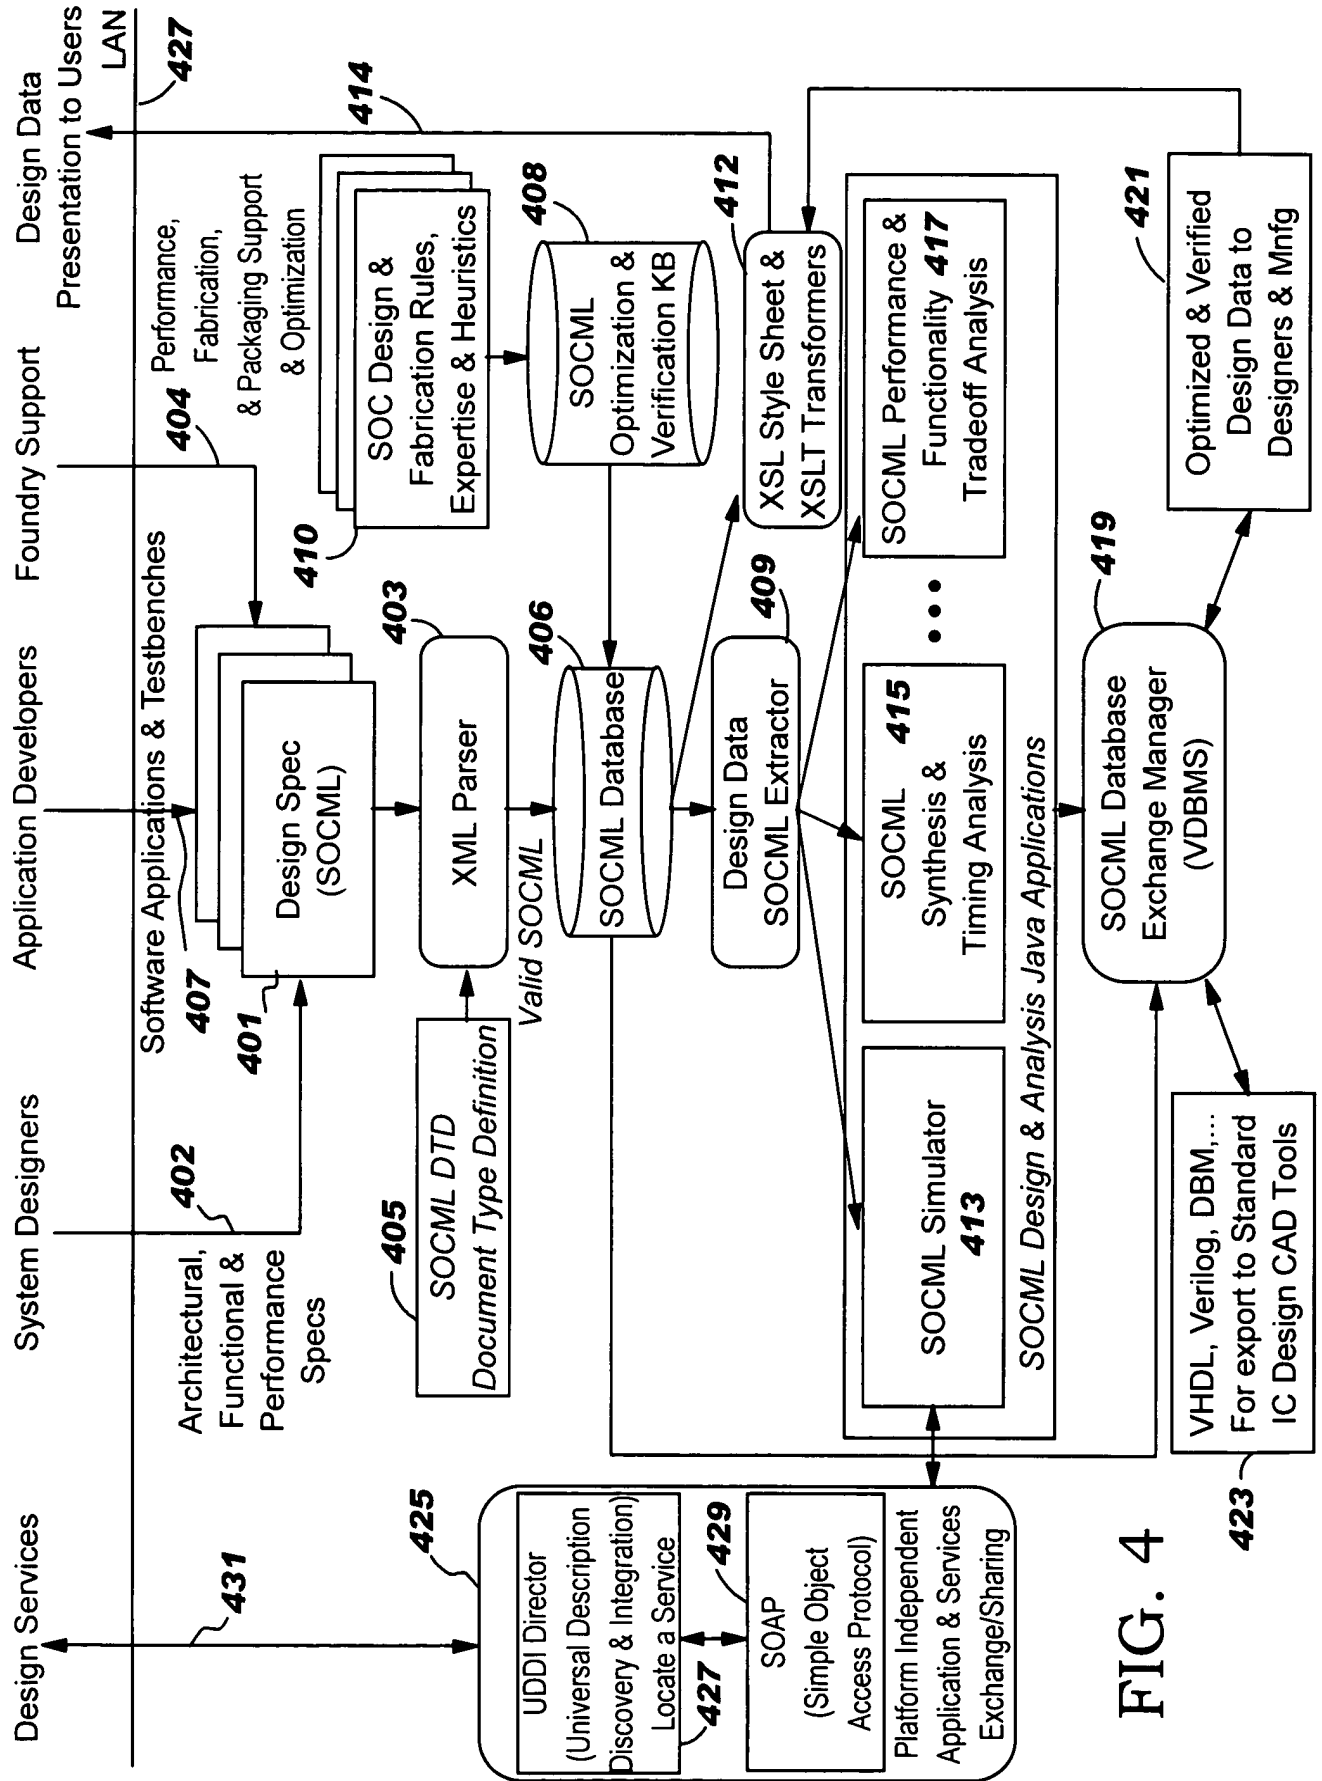 Design Services
System Designers
Application Developers
Foundry Support
Design Data
Presentation to Users
LAN
427
431
402
Architectural,
Functional &
Performance
Specs
407
Software Applications & Testbenches
404
Performance,
Fabrication,
& Packaging Support
& Optimization
414
401
Design Spec
(SOCML)
410
SOC Design &
Fabrication Rules,
Expertise & Heuristics
405
SOCML DTD
Document Type Definition
403
XML Parser
Valid SOCML
408
SOCML
Optimization &
Verification KB
406
SOCML Database
425
UDDI Director
(Universal Description
Discovery & Integration)
Locate a Service
427
429
SOAP
(Simple Object
Access Protocol)
Platform Independent
Application & Services
Exchange/Sharing
409
Design Data
SOCML Extractor
412
XSL Style Sheet &
XSLT Transformers
SOCML Simulator
413
SOCML
415
Synthesis &
Timing Analysis
SOCML Performance &
Functionality 417
Tradeoff Analysis
SOCML Design & Analysis Java Applications
419
SOCML Database
Exchange Manager
(VDBMS)
421
Optimized & Verified
Design Data to
Designers & Mnfg
423
VHDL, Verilog, DBM,...
For export to Standard
IC Design CAD Tools
FIG. 4